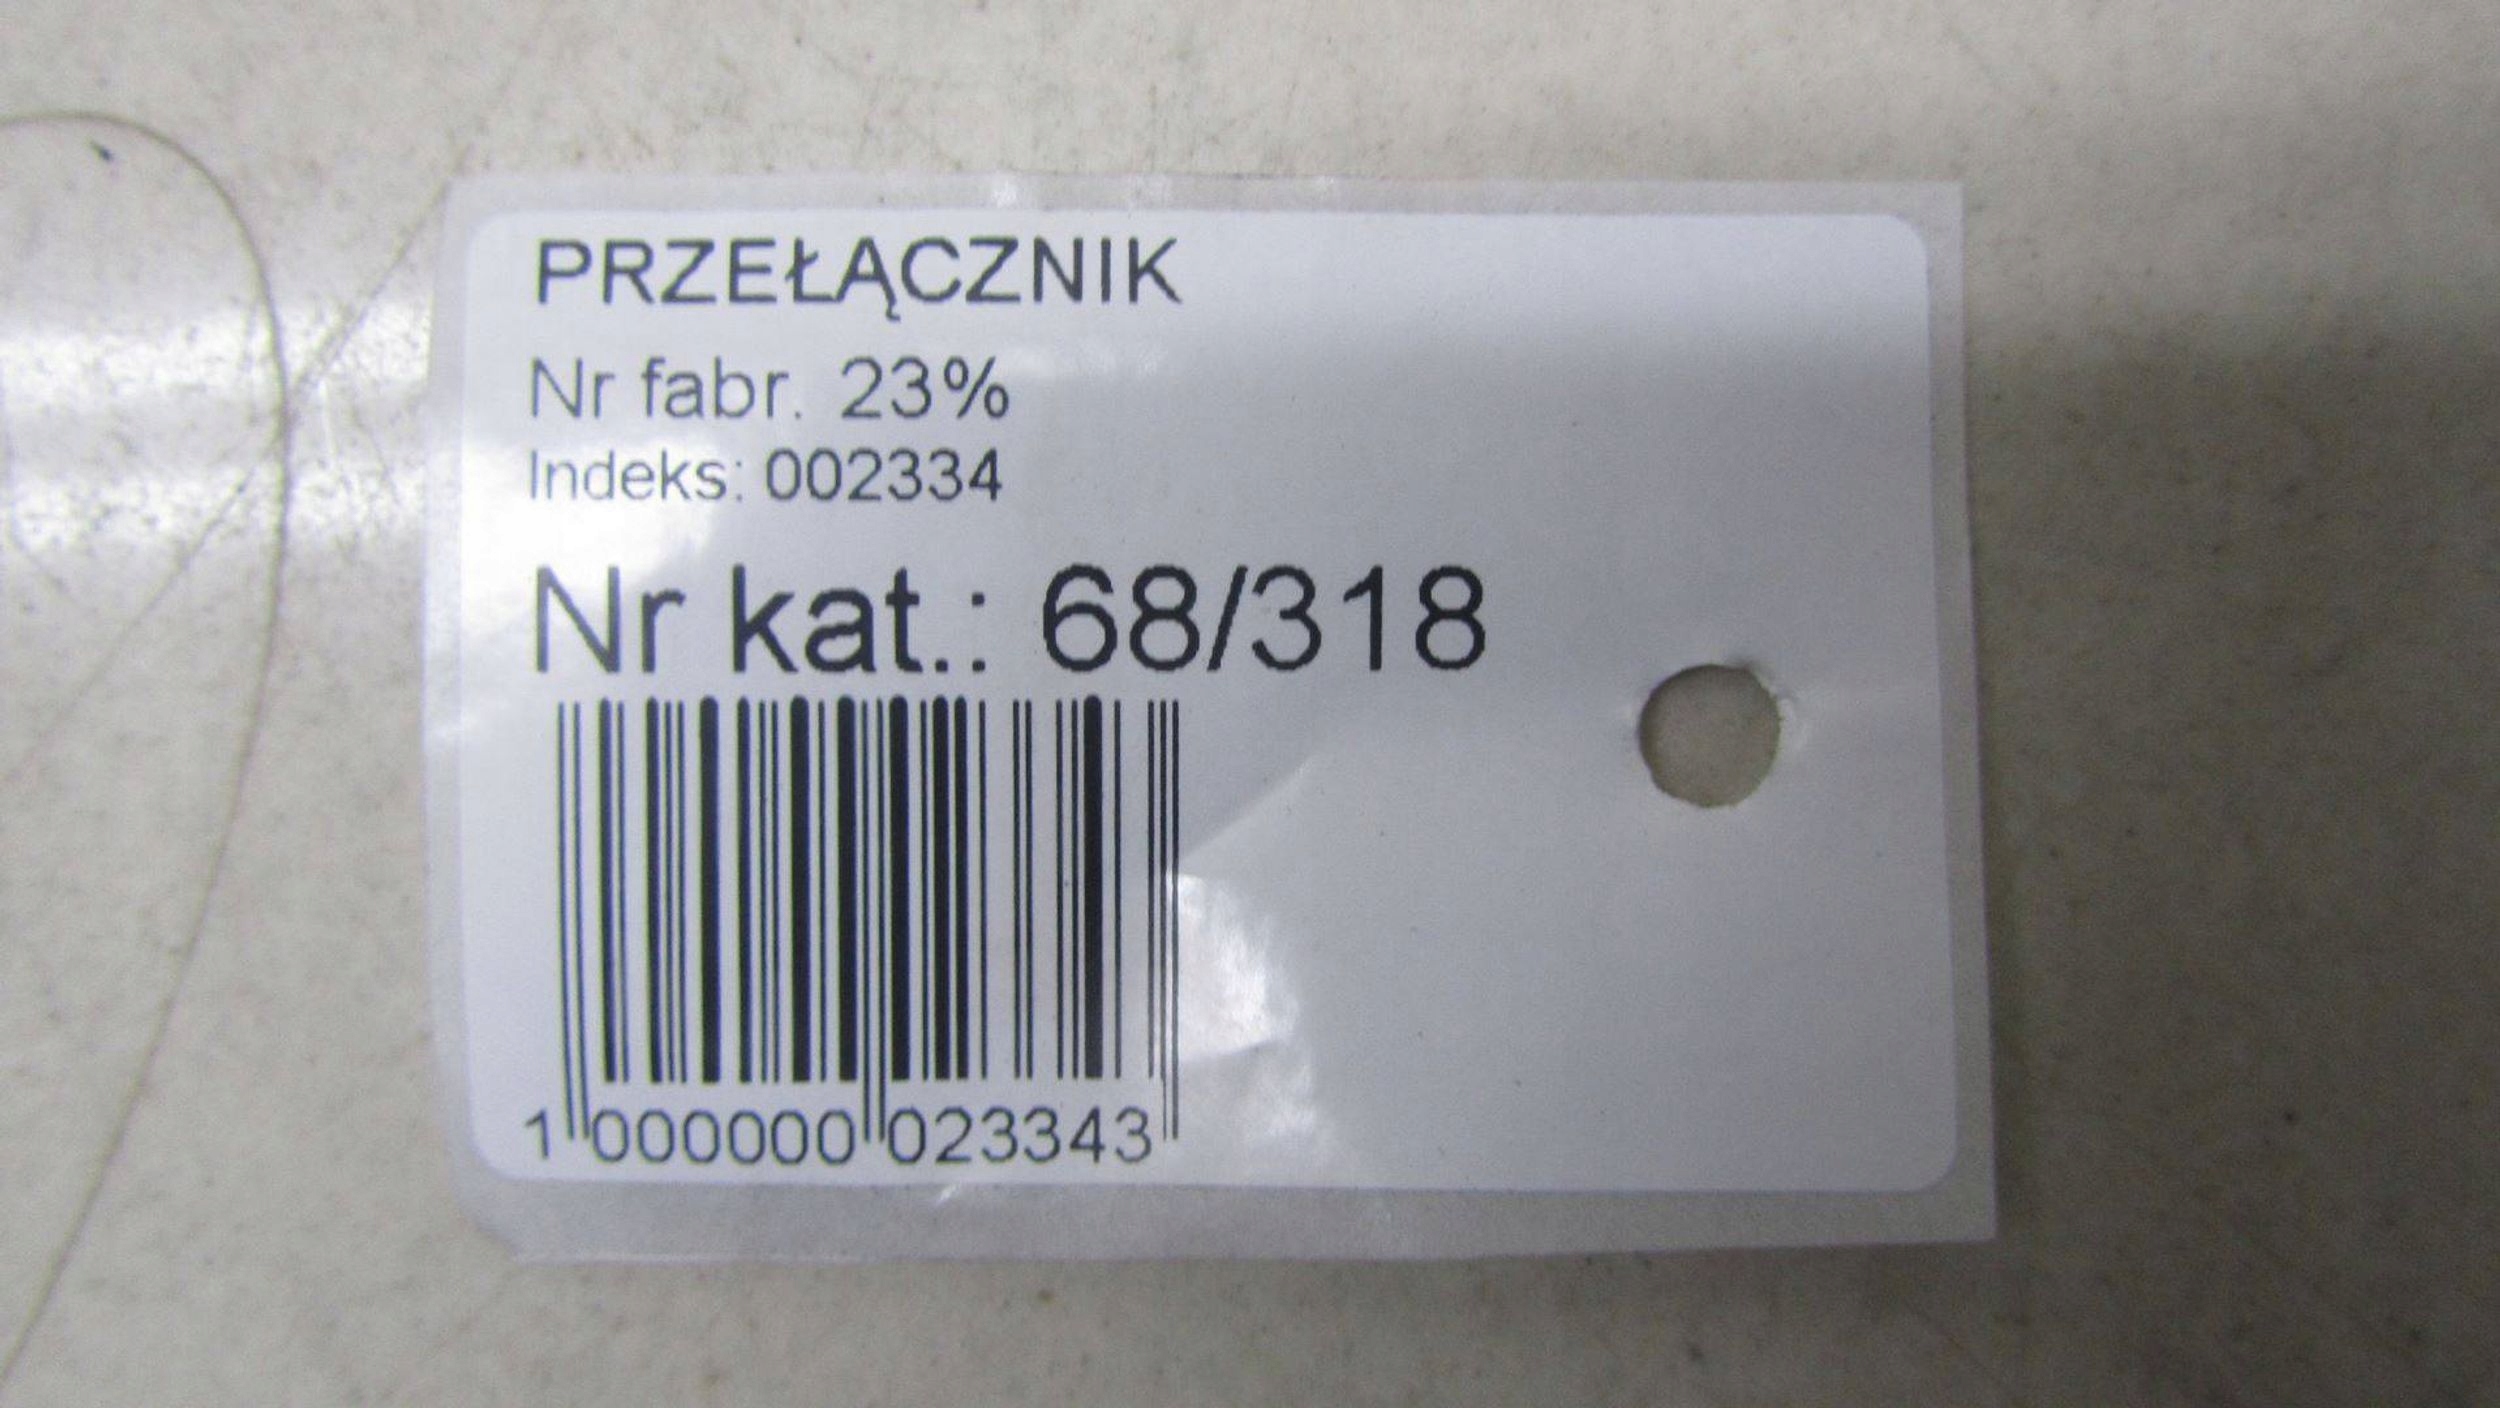 PRZEŁĄCZNIK
Nr fabr. 23%
Indeks: 002334
Nr kat.: 68/318
1 000000 023343